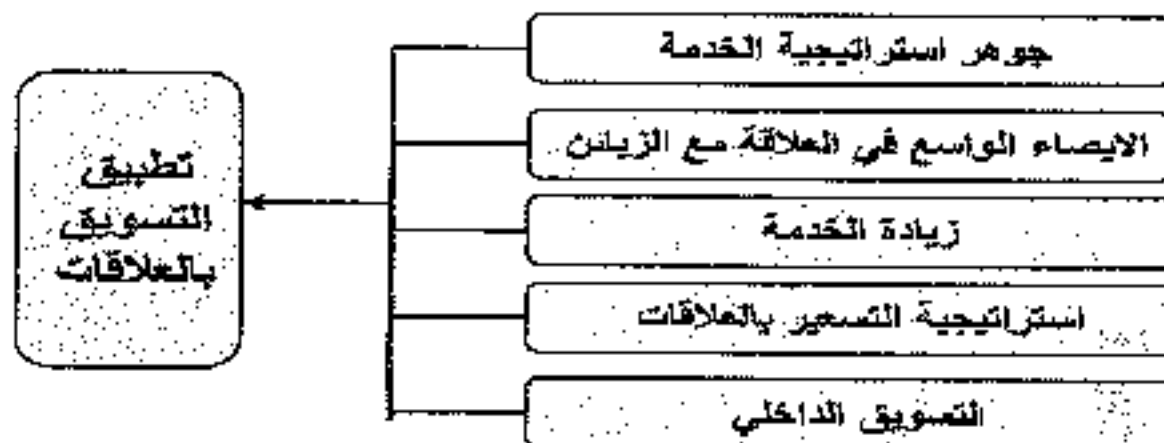 جوهر استراتيجية الخدمة
الايصاء الواسع في العلاقة مع الزبائن
زيادة الخدمة
استراتيجية التسعير بالعلاقات
التسويق الداخلي
تطبيق
التسويق
بالعلاقات